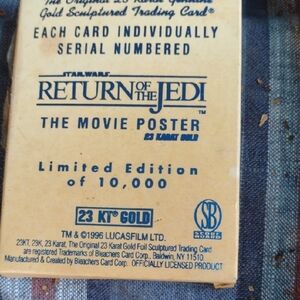 The Original 23 Karat Genuine
Gold Sculptured Trading Card®
EACH CARD INDIVIDUALLY
SERIAL NUMBERED
STAR WARS
RETURN OF THE JEDI
TM
THE MOVIE POSTER
23 KARAT GOLD
Limited Edition
of 10,000
23 KT® GOLD
SB
TM & ©1996 LUCASFILM LTD.
23KT, 23K, 23 Karat, The Original 23 Karat Gold Foil Sculptured Trading Card
are registered Trademarks of Bleachers Card Corp., Baldwin, NY 11510
Manufactured & Created by Bleachers Card Corp. OFFICIALLY LICENSED PRODUCT